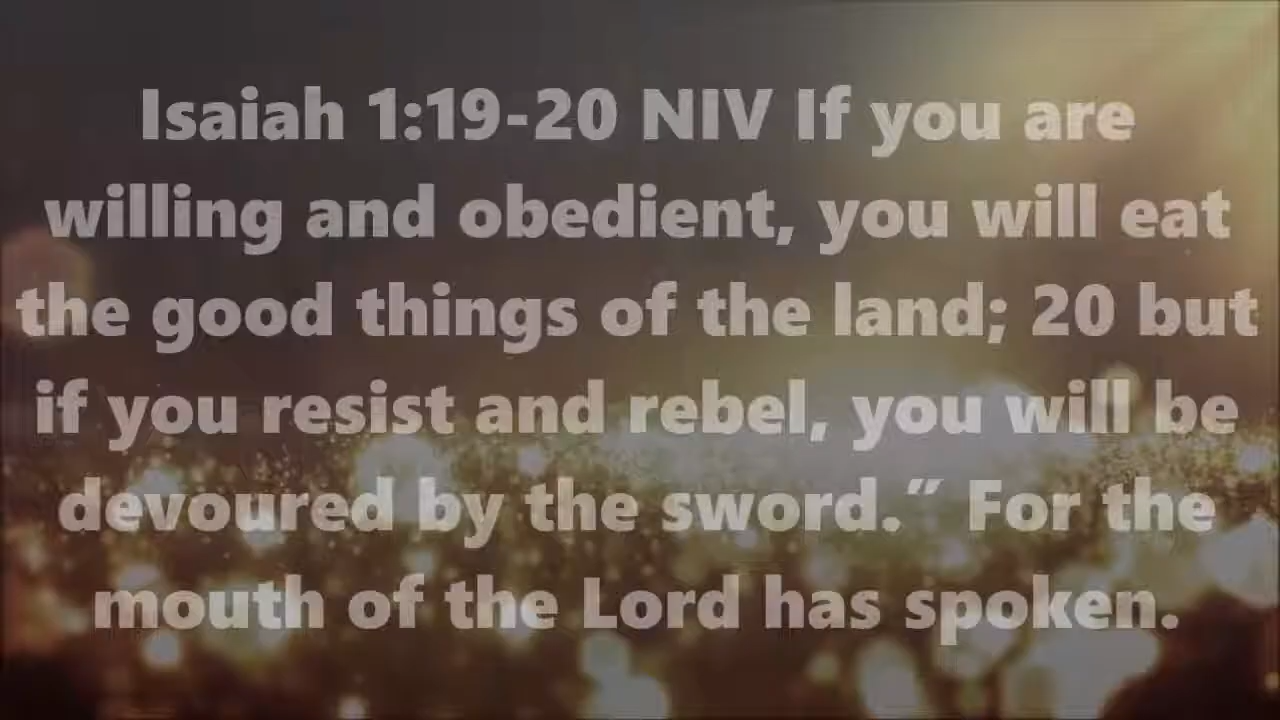 Isaiah 1:19-20 NIV If you are
willing and obedient, you will eat
the good things of the land; 20 but
if you resist and rebel, you will be
devoured by the sword.” For the
mouth of the Lord has spoken.